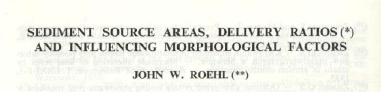 SEDIMENT SOURCE AREAS, DELIVERY RATIOS (*)
AND INFLUENCING MORPHOLOGICAL FACTORS
JOHN W. ROEHL (**)